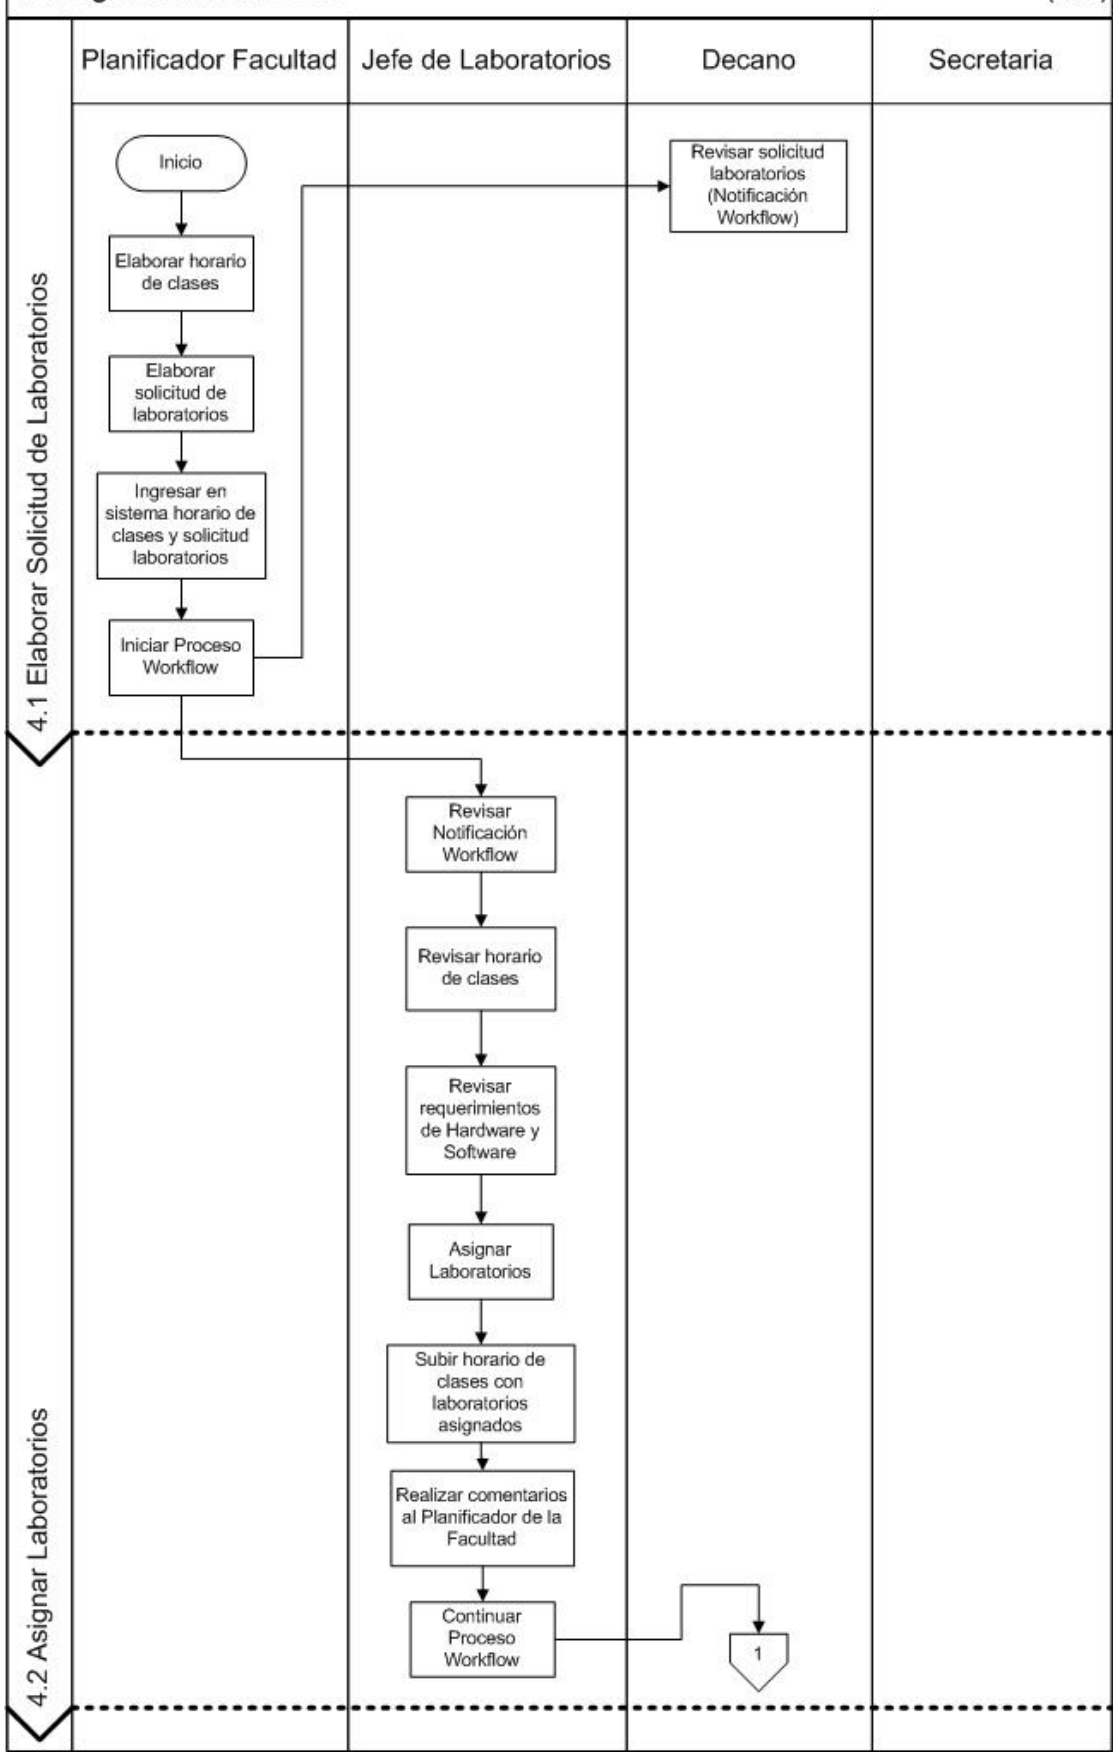 Planificador Facultad
Jefe de Laboratorios
Decano
Secretaria
4.1 Elaborar Solicitud de Laboratorios
Inicio
Revisar solicitud
laboratorios
(Notificación
Workflow)
Elaborar horario
de clases
Elaborar
solicitud de
laboratorios
Ingresar en
sistema horario de
clases y solicitud
laboratorios
Iniciar Proceso
Workflow
4.2 Asignar Laboratorios
Revisar
Notificación
Workflow
Revisar horario
de clases
Revisar
requerimientos
de Hardware y
Software
Asignar
Laboratorios
Subir horario de
clases con
laboratorios
asignados
Realizar comentarios
al Planificador de la
Facultad
Continuar
Proceso
Workflow
1